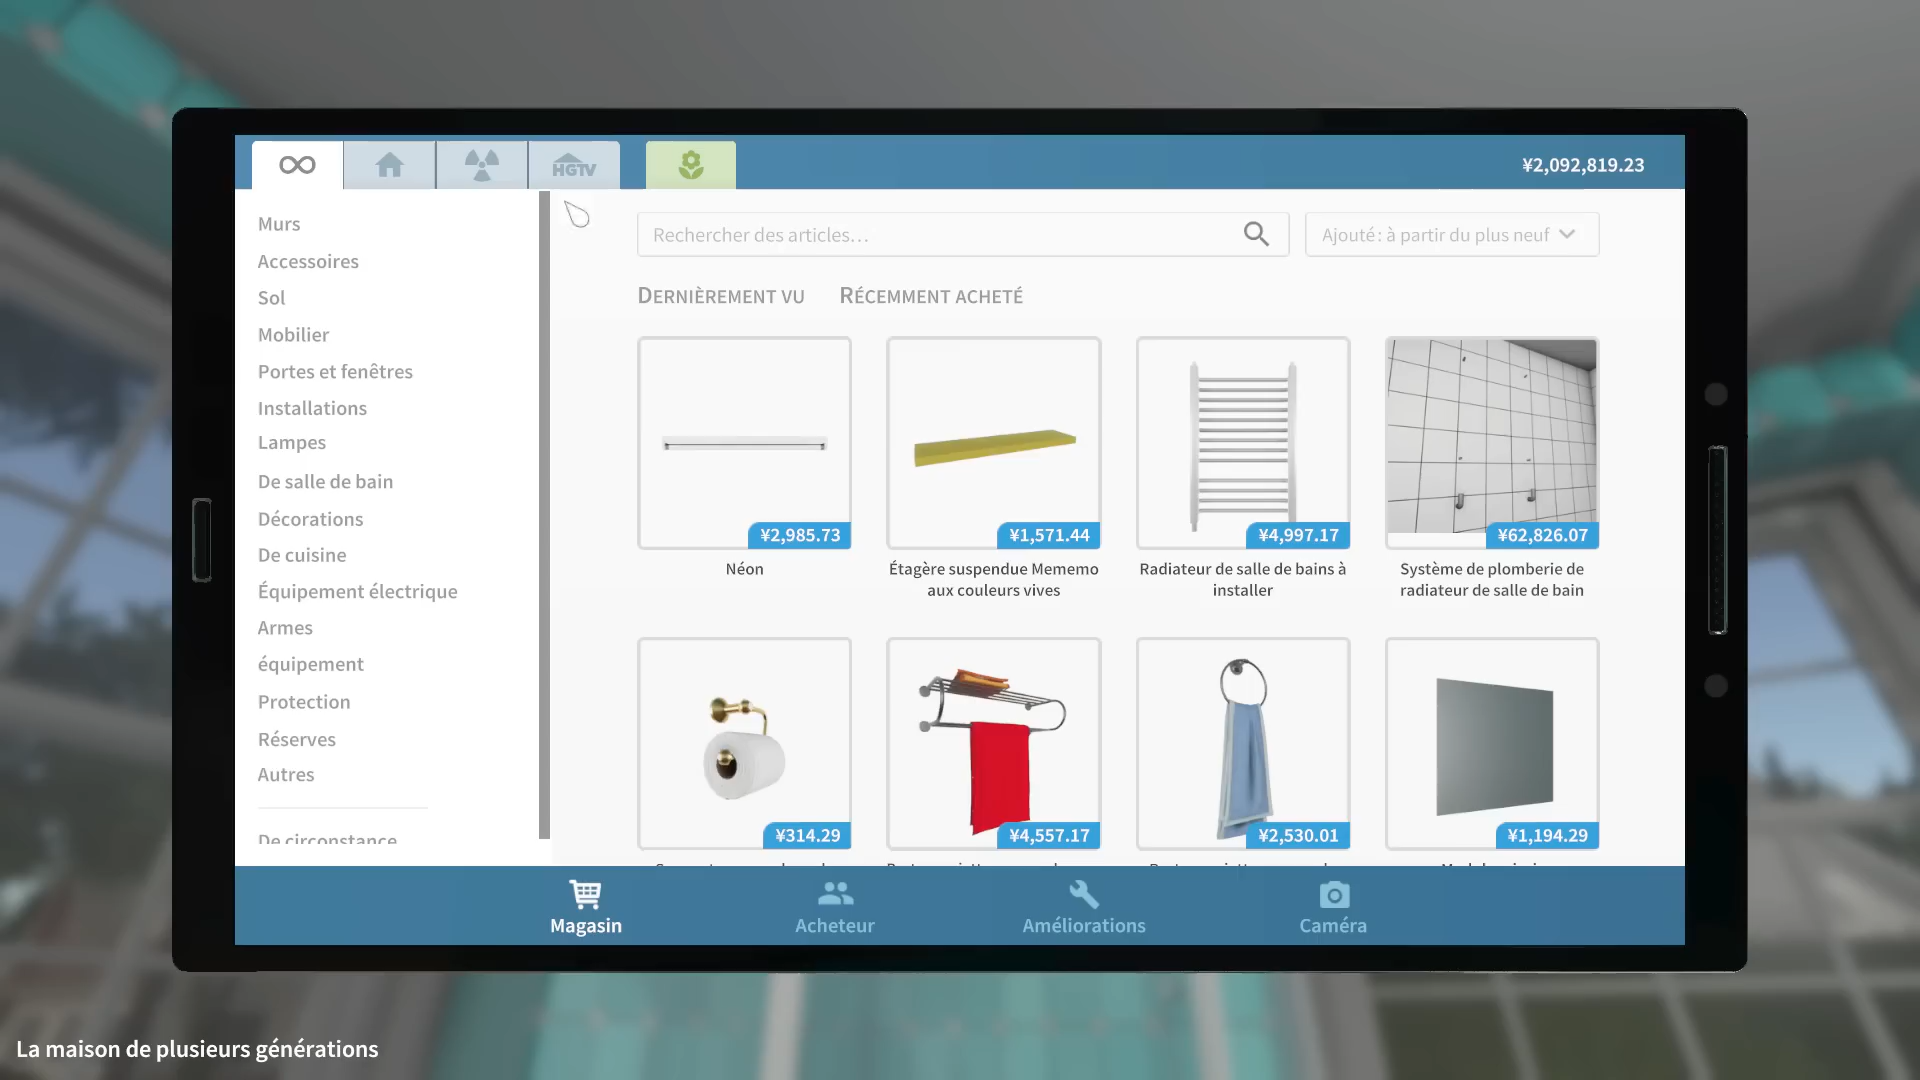 HGTV
¥2,092,819.23
Murs
Accessoires
Sol
Mobilier
Portes et fenêtres
Installations
Lampes
De salle de bain
Décorations
De cuisine
Équipement électrique
Armes
équipement
Protection
Réserves
Autres
De circonstance
Rechercher des articles...
Ajouté : à partir du plus neuf
DERNIÈREMENT VU
RÉCEMMENT ACHETÉ
¥2,985.73
¥1,571.44
¥4,997.17
¥62,826.07
Néon
Étagère suspendue Mememo
aux couleurs vives
Radiateur de salle de bains à
installer
Système de plomberie de
radiateur de salle de bain
¥314.29
¥4,557.17
¥2,530.01
¥1,194.29
Magasin
Acheteur
Améliorations
Caméra
La maison de plusieurs générations